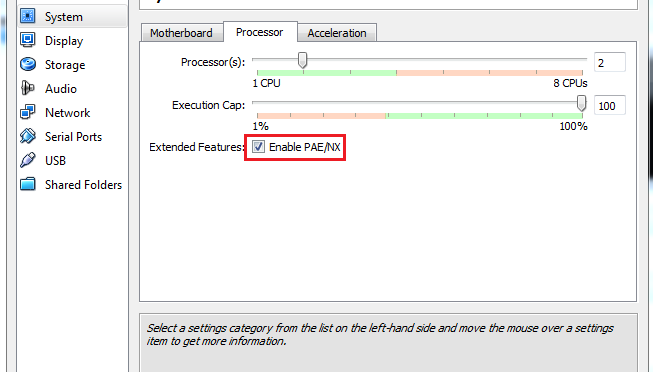 System
Display
Storage
Audio
Network
Serial Ports
USB
Shared Folders
Motherboard Processor Acceleration
Processor(s): 2
1 CPU 8 CPUs
Execution Cap: 100
1% 100%
Extended Features: Enable PAE/NX
Select a settings category from the list on the left-hand side and move the mouse over a settings
item to get more information.